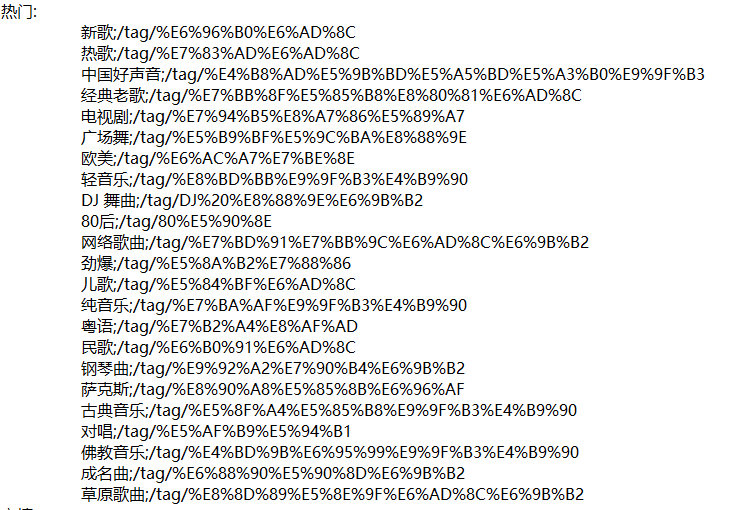 热门:
新歌;/tag/%E6%96%B0%E6%AD%8C
热歌;/tag/%E7%83%AD%E6%AD%8C
中国好声音;/tag/%E4%B8%AD%E5%9B%BD%E5%A5%BD%E5%A3%B0%E9%9F%B3
经典老歌;/tag/%E7%BB%8F%E5%85%B8%E8%80%81%E6%AD%8C
电视剧;/tag/%E7%94%B5%E8%A7%86%E5%89%A7
广场舞;/tag/%E5%B9%BF%E5%9C%BA%E8%88%9E
欧美;/tag/%E6%AC%A7%E7%BE%8E
轻音乐;/tag/%E8%BD%BB%E9%9F%B3%E4%B9%90
DJ 舞曲;/tag/DJ%20%E8%88%9E%E6%9B%B2
80后;/tag/80%E5%90%8E
网络歌曲;/tag/%E7%BD%91%E7%BB%9C%E6%AD%8C%E6%9B%B2
劲爆;/tag/%E5%8A%B2%E7%88%86
儿歌;/tag/%E5%84%BF%E6%AD%8C
纯音乐;/tag/%E7%BA%AF%E9%9F%B3%E4%B9%90
粤语;/tag/%E7%B2%A4%E8%AF%AD
民歌;/tag/%E6%B0%91%E6%AD%8C
钢琴曲;/tag/%E9%92%A2%E7%90%B4%E6%9B%B2
萨克斯;/tag/%E8%90%A8%E5%85%8B%E6%96%AF
古典音乐;/tag/%E5%8F%A4%E5%85%B8%E9%9F%B3%E4%B9%90
对唱;/tag/%E5%AF%B9%E5%94%B1
佛教音乐;/tag/%E4%BD%9B%E6%95%99%E9%9F%B3%E4%B9%90
成名曲;/tag/%E6%88%90%E5%90%8D%E6%9B%B2
草原歌曲;/tag/%E8%8D%89%E5%8E%9F%E6%AD%8C%E6%9B%B2